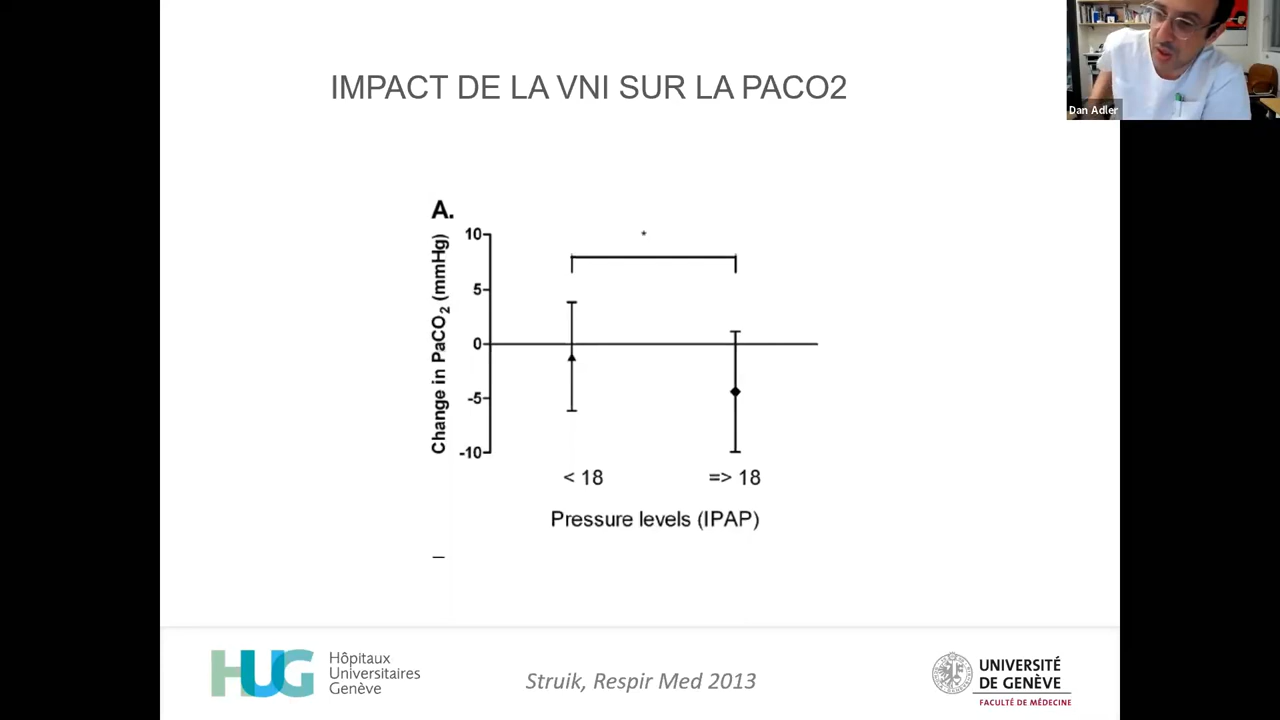 IMPACT DE LA VNI SUR LA PACO2
Dan Adler
A.
Change in PaCO2 (mmHg)
10
5
0
-5
-10
*
< 18
=> 18
Pressure levels (IPAP)
HUG
Hôpitaux
Universitaires
Genève
Struik, Respir Med 2013
UNIVERSITÉ
DE GENÈVE
FACULTÉ DE MÉDECINE